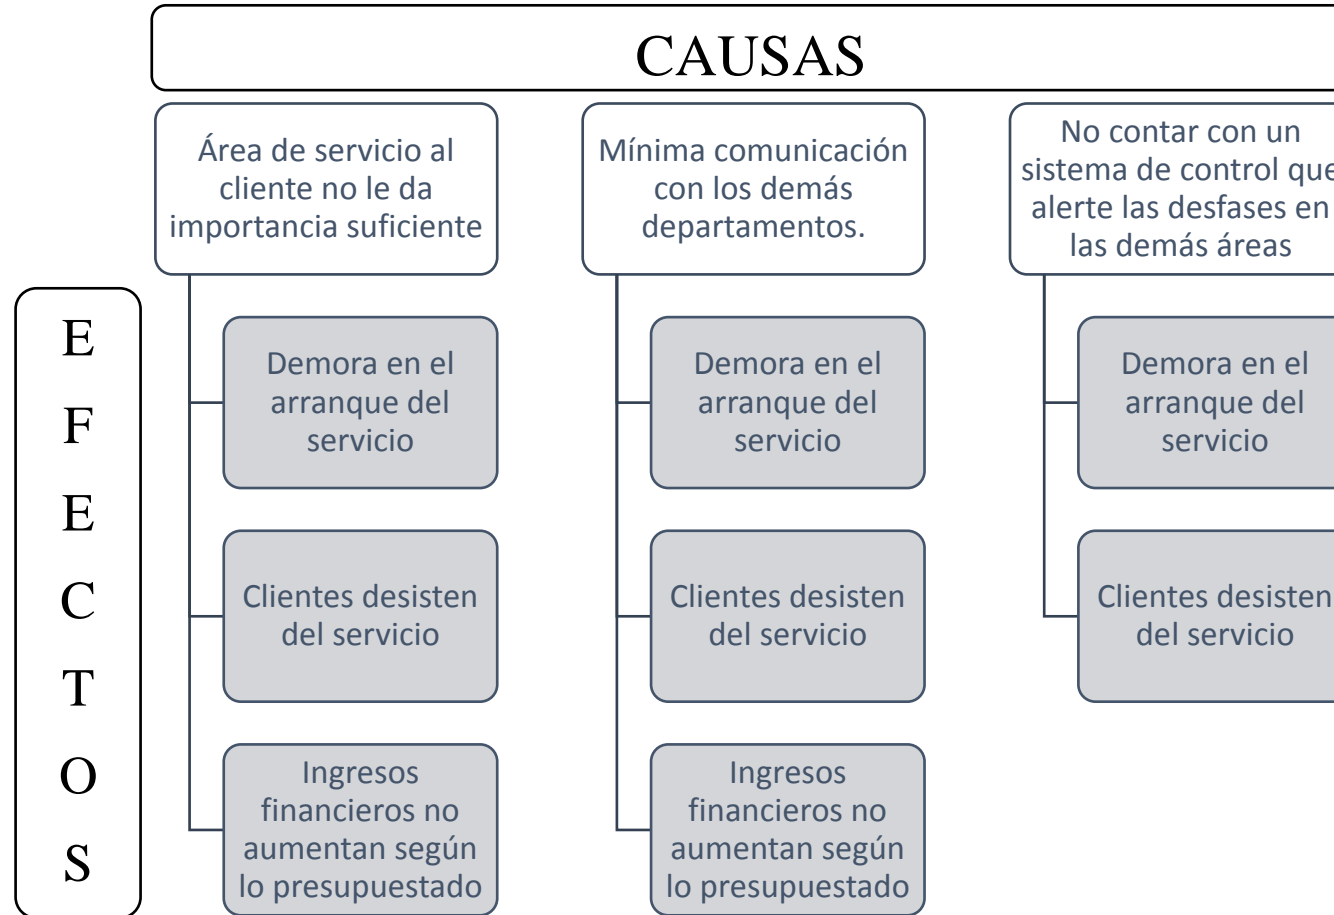 CAUSAS
Área de servicio al
cliente no le da
importancia suficiente
Mínima comunicación
con los demás
departamentos.
No contar con un
sistema de control que
alerte las desfases en
las demás áreas
E
F
E
C
T
O
S
Demora en el
arranque del
servicio
Demora en el
arranque del
servicio
Demora en el
arranque del
servicio
Clientes desisten
del servicio
Clientes desisten
del servicio
Clientes desisten
del servicio
Ingresos
financieros no
aumentan según
lo presupuestado
Ingresos
financieros no
aumentan según
lo presupuestado